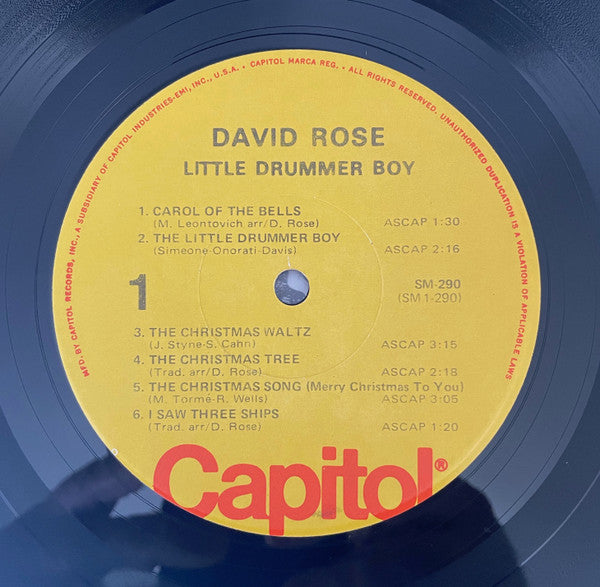 MFD. BY CAPITOL RECORDS, INC., A SUBSIDIARY OF CAPITOL INDUSTRIES-EMI, INC., U.S.A. • CAPITOL MARCA REG. • ALL RIGHTS RESERVED. UNAUTHORIZED DUPLICATION IS A VIOLATION OF APPLICABLE LAWS
DAVID ROSE
LITTLE DRUMMER BOY
1. CAROL OF THE BELLS
(M. Leontovich arr/D. Rose) ASCAP 1:30
2. THE LITTLE DRUMMER BOY
(Simeone-Onorati-Davis) ASCAP 2:16
1 SM-290
(SM 1-290)
3. THE CHRISTMAS WALTZ
(J. Styne-S. Cahn) ASCAP 3:15
4. THE CHRISTMAS TREE
(Trad. arr/D. Rose) ASCAP 2:18
5. THE CHRISTMAS SONG (Merry Christmas To You)
(M. Tormé-R. Wells) ASCAP 3:05
6. I SAW THREE SHIPS
(Trad. arr/D. Rose) ASCAP 1:20
Capitol®